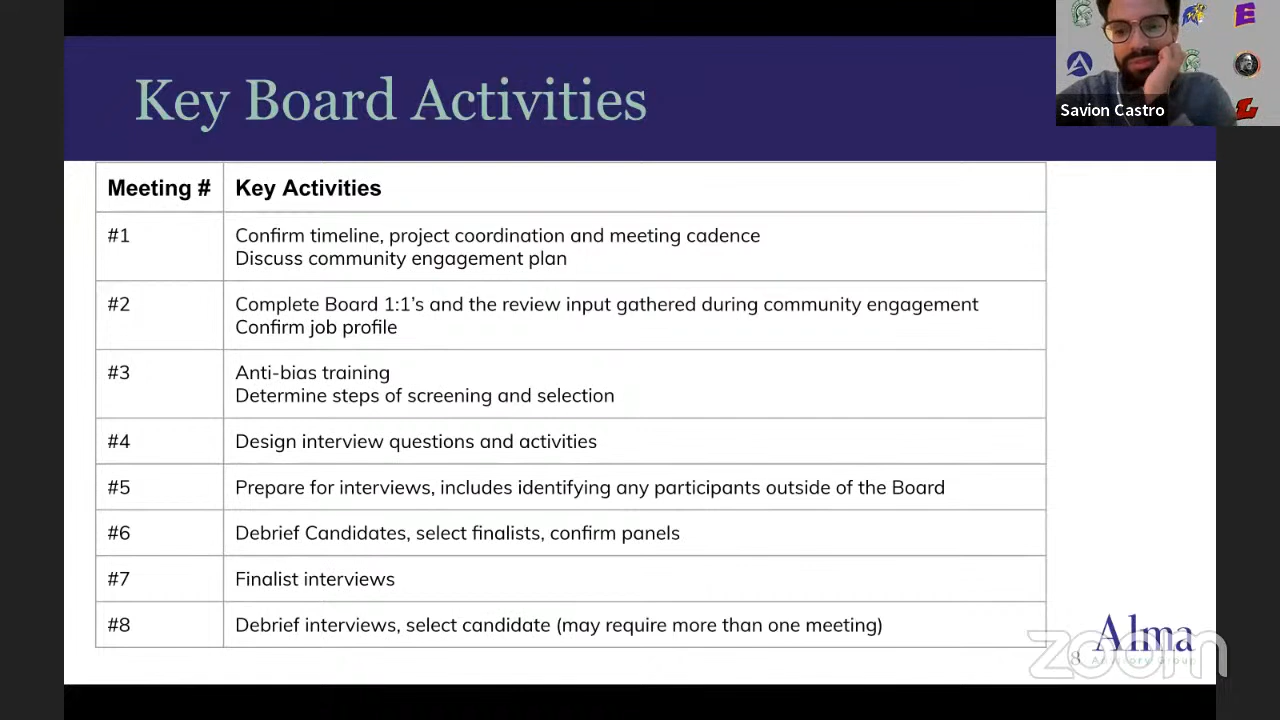 Key Board Activities
Savion Castro
Meeting # Key Activities
#1 Confirm timeline, project coordination and meeting cadence
Discuss community engagement plan
#2 Complete Board 1:1's and the review input gathered during community engagement
Confirm job profile
#3 Anti-bias training
Determine steps of screening and selection
#4 Design interview questions and activities
#5 Prepare for interviews, includes identifying any participants outside of the Board
#6 Debrief Candidates, select finalists, confirm panels
#7 Finalist interviews
#8 Debrief interviews, select candidate (may require more than one meeting)
Alma
Advisory Group
zoom
8
E
L